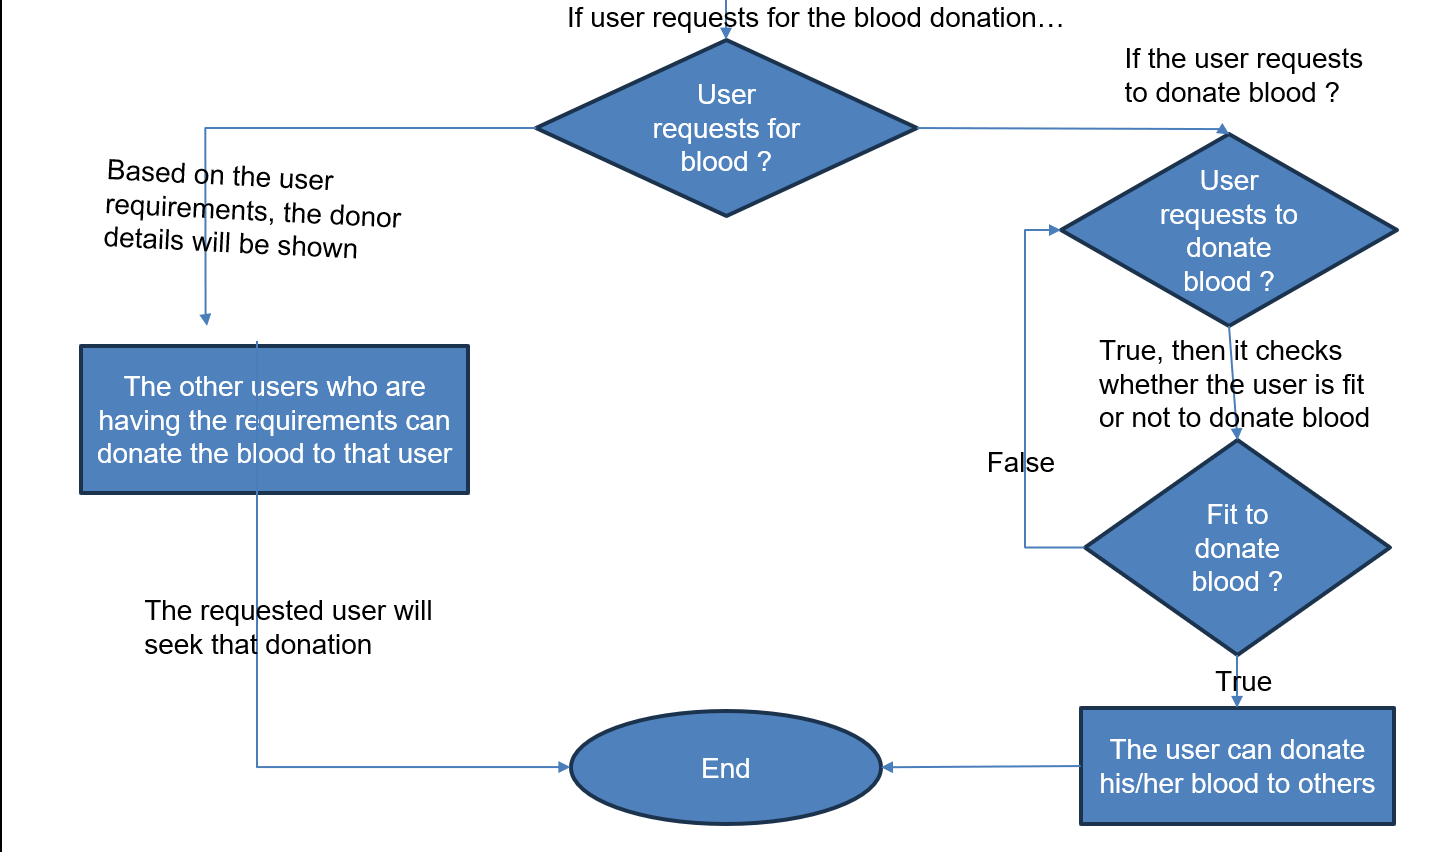 If user requests for the blood donation…
User
requests for
blood ?
If the user requests
to donate blood ?
Based on the user
requirements, the donor
details will be shown
User
requests to
donate
blood ?
The other users who are
having the requirements can
donate the blood to that user
True, then it checks
whether the user is fit
or not to donate blood
False
Fit to
donate
blood ?
The requested user will
seek that donation
True
End
The user can donate
his/her blood to others